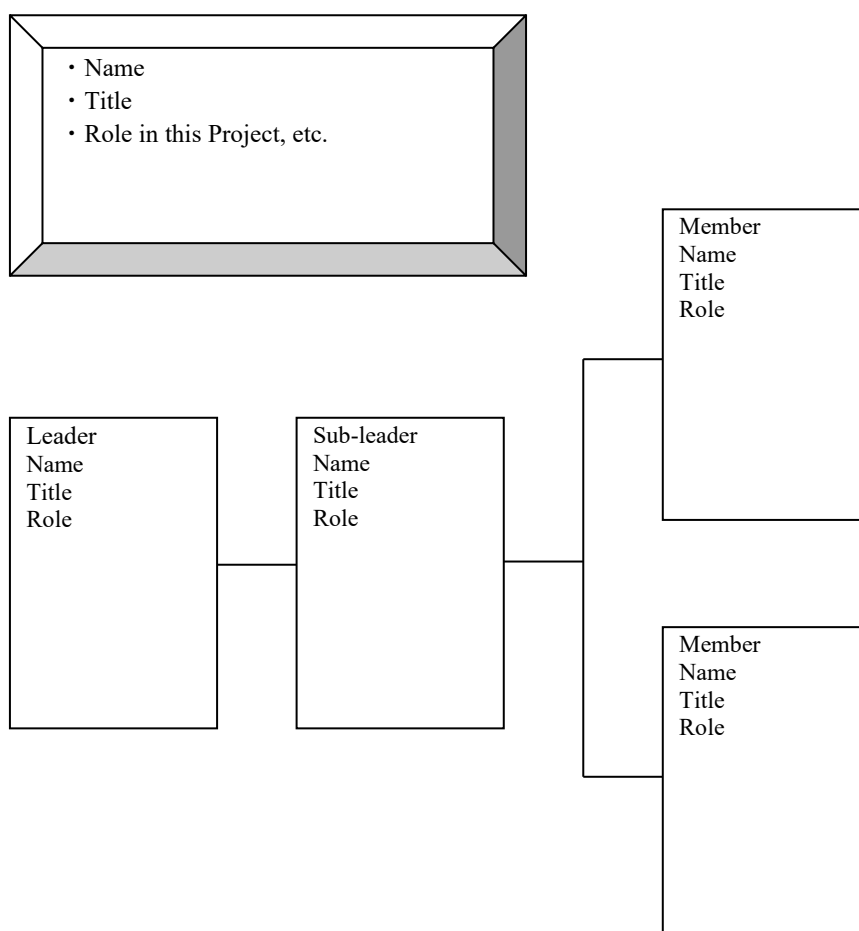 ・Name
・Title
・Role in this Project, etc.
Leader
Name
Title
Role
Sub-leader
Name
Title
Role
Member
Name
Title
Role
Member
Name
Title
Role